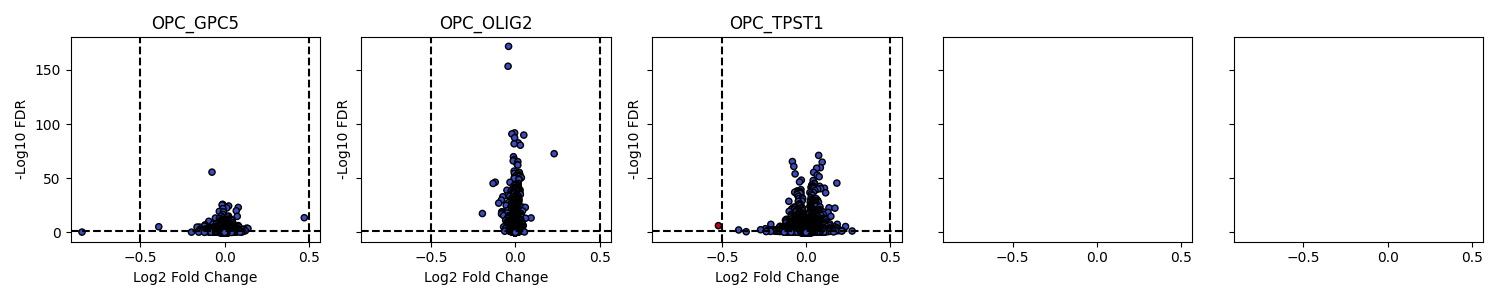 OPC_GPC5 OPC_OLIG2 OPC_TPST1
-Log10 FDR -Log10 FDR -Log10 FDR
150
100
50
0
−0.5 0.0 0.5 −0.5 0.0 0.5 −0.5 0.0 0.5 −0.5 0.0 0.5 −0.5 0.0 0.5
Log2 Fold Change Log2 Fold Change Log2 Fold Change